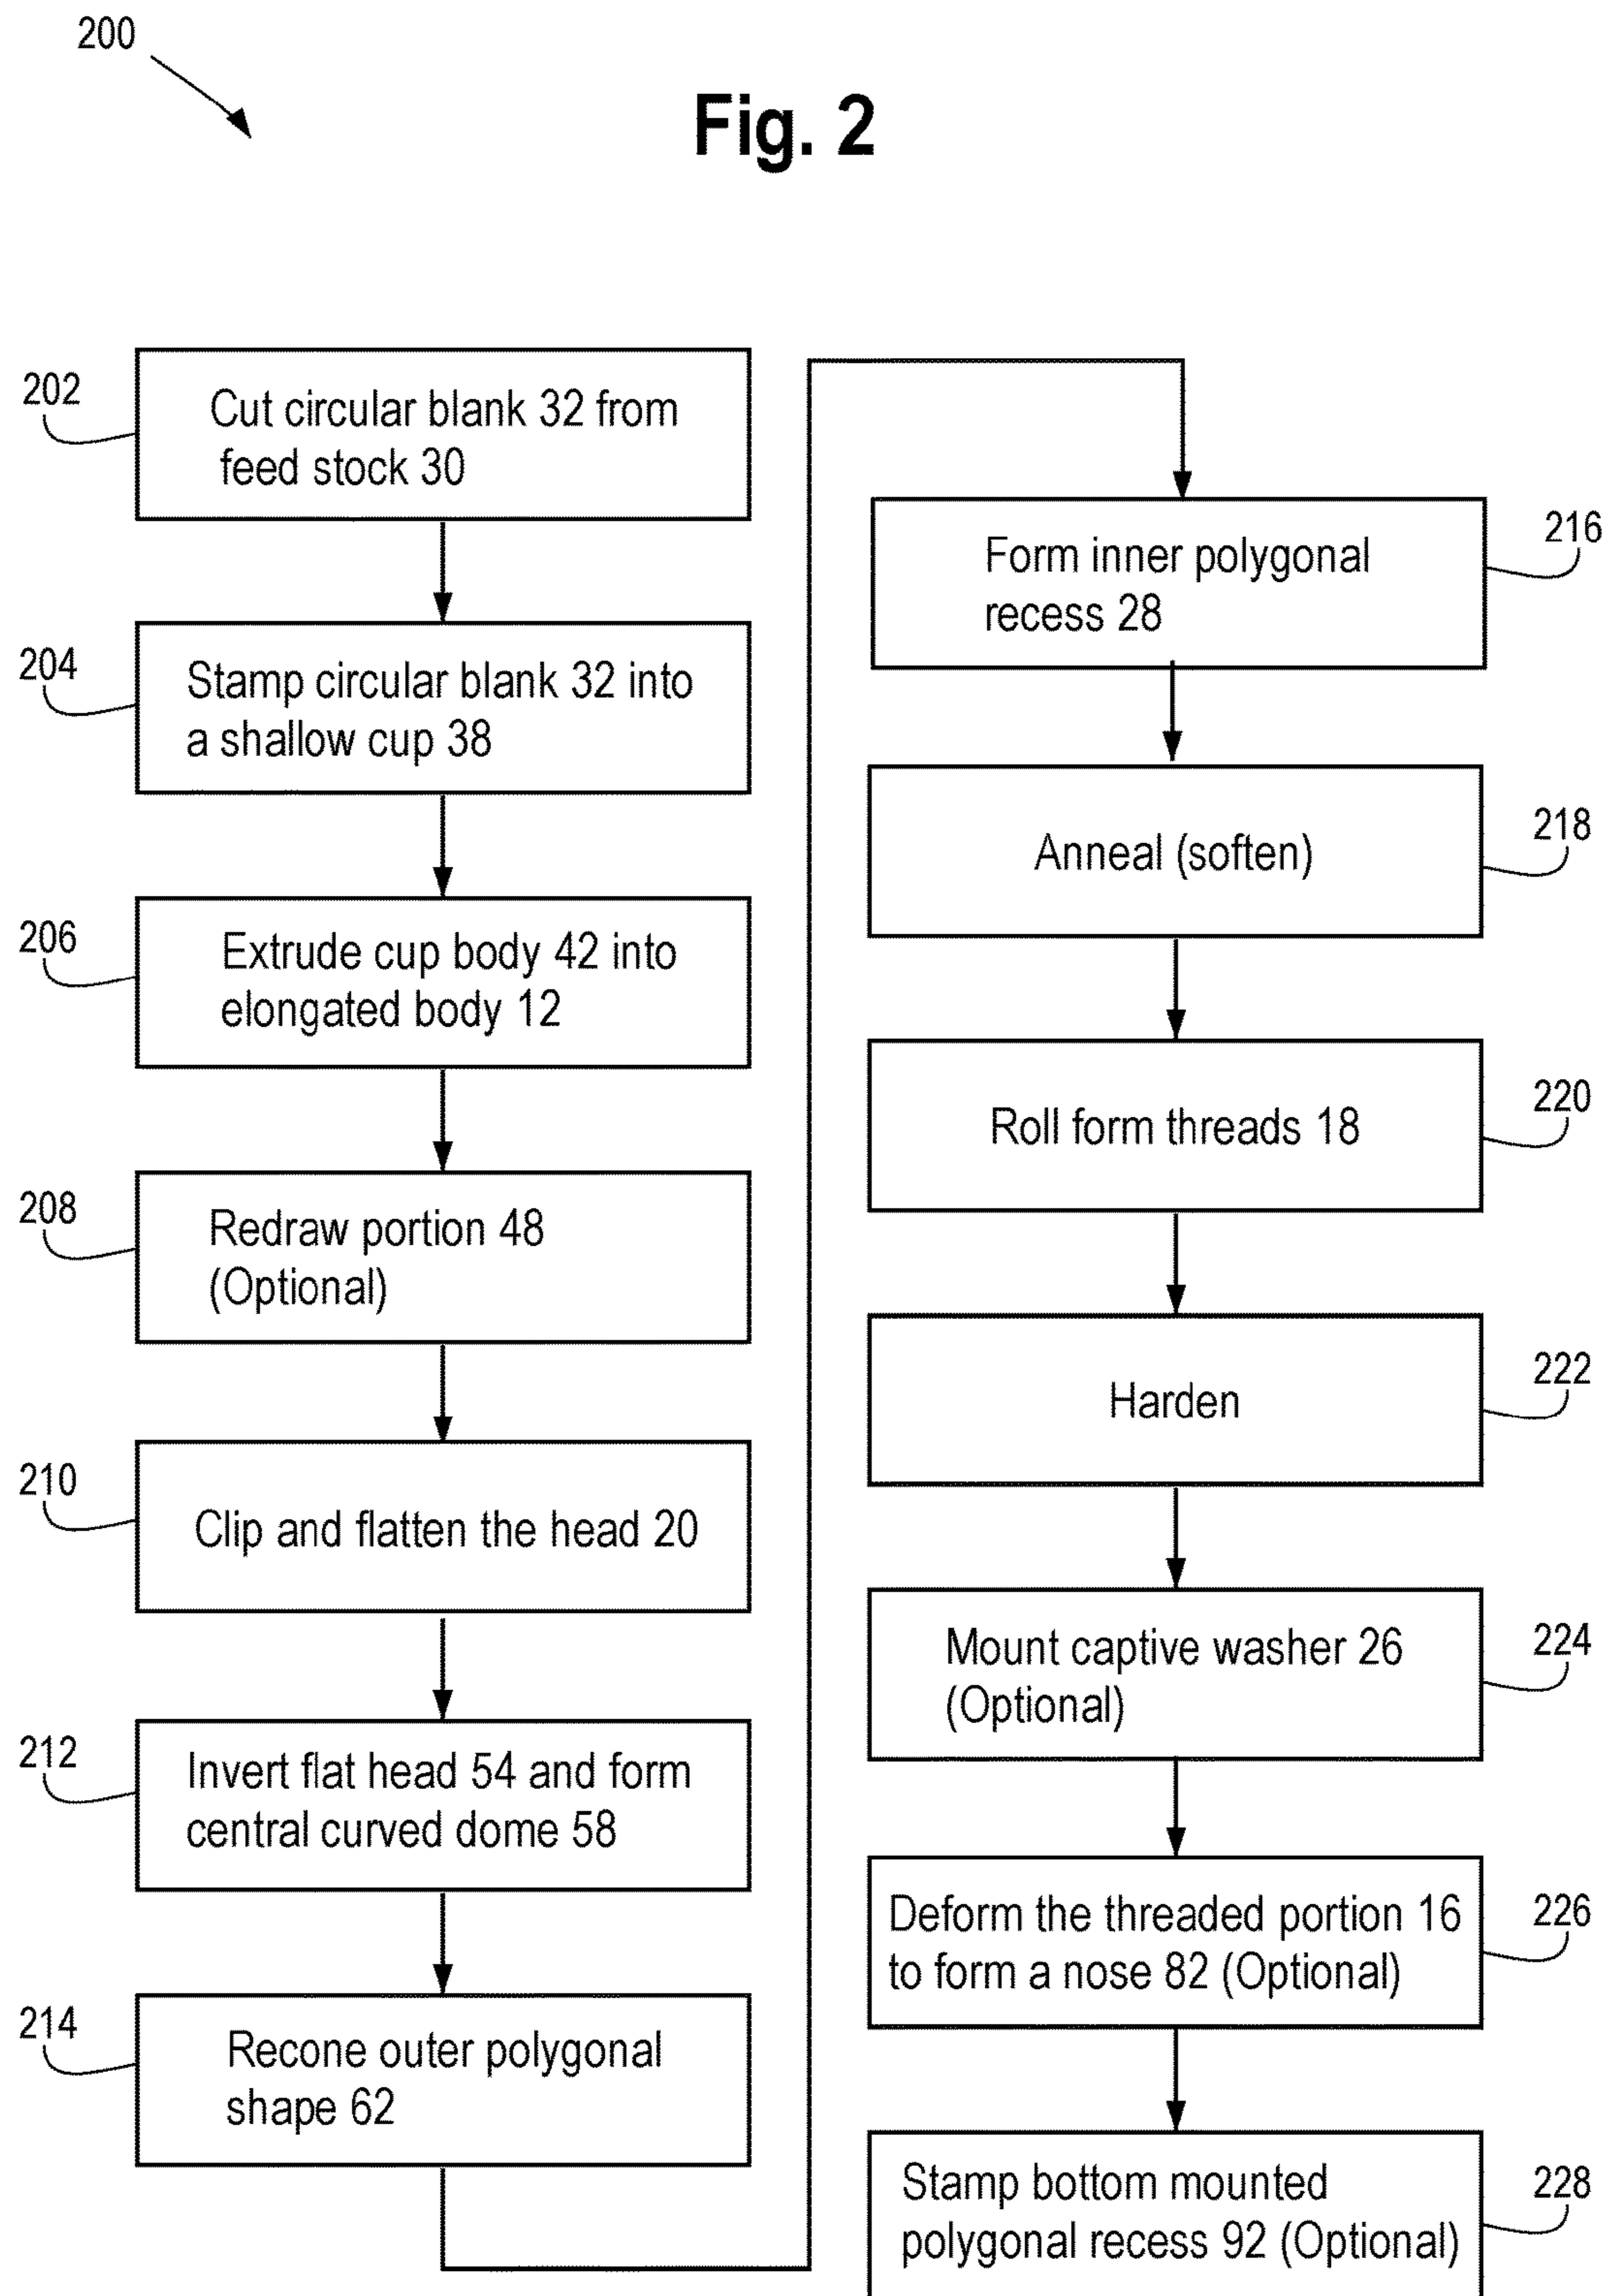 200
Fig. 2
202
Cut circular blank 32 from
feed stock 30
204
Stamp circular blank 32 into
a shallow cup 38
206
Extrude cup body 42 into
elongated body 12
208
Redraw portion 48
(Optional)
210
Clip and flatten the head 20
212
Invert flat head 54 and form
central curved dome 58
214
Recone outer polygonal
shape 62
216
Form inner polygonal
recess 28
218
Anneal (soften)
220
Roll form threads 18
222
Harden
224
Mount captive washer 26
(Optional)
226
Deform the threaded portion 16
to form a nose 82 (Optional)
228
Stamp bottom mounted
polygonal recess 92 (Optional)